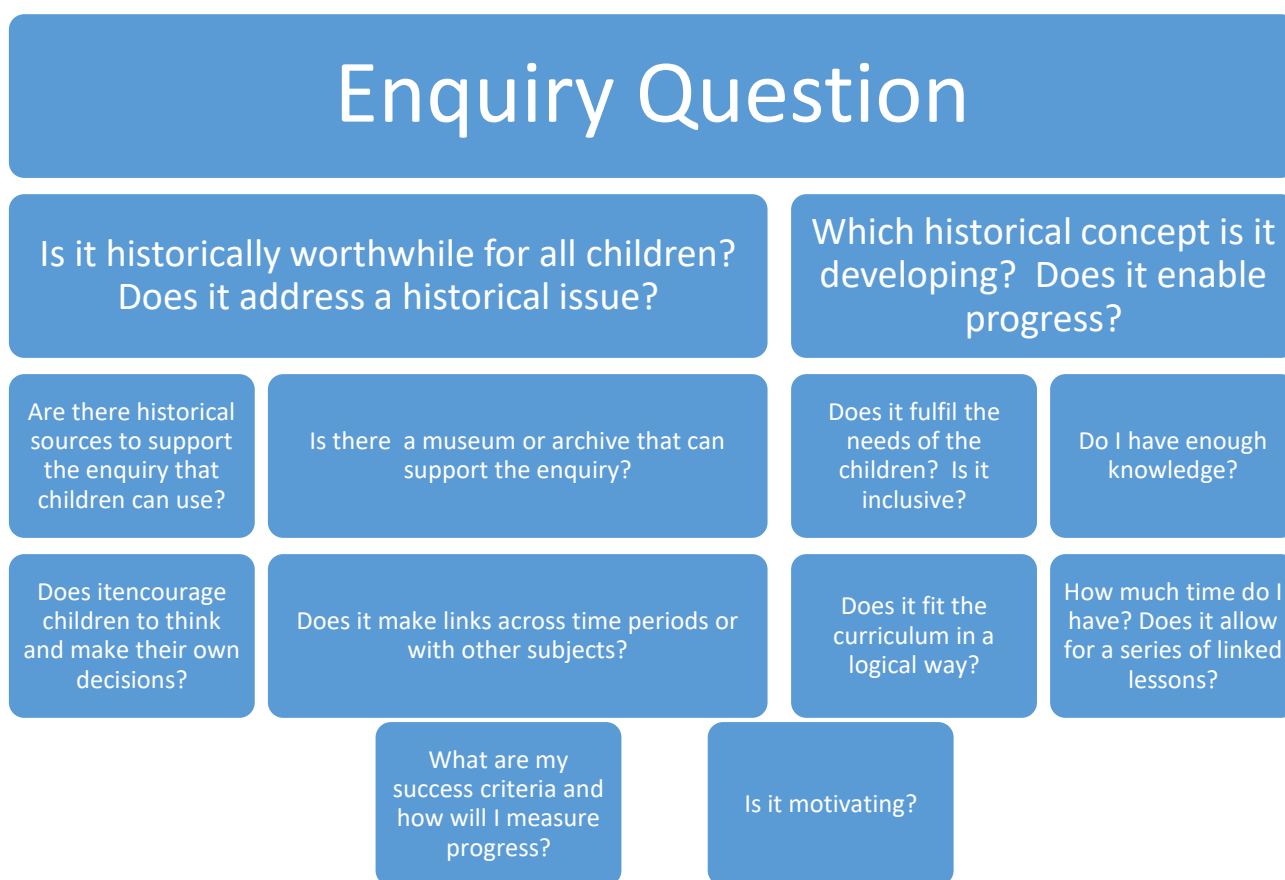 Enquiry Question
Is it historically worthwhile for all children?
Does it address a historical issue?
Which historical concept is it
developing?  Does it enable
progress?
Are there historical
sources to support
the enquiry that
children can use?
Is there  a museum or archive that can
support the enquiry?
Does it fulfil the
needs of the
children?  Is it
inclusive?
Do I have enough
knowledge?
Does itencourage
children to think
and make their own
decisions?
Does it make links across time periods or
with other subjects?
Does it fit the
curriculum in a
logical way?
How much time do I
have? Does it allow
for a series of linked
lessons?
What are my
success criteria and
how will I measure
progress?
Is it motivating?